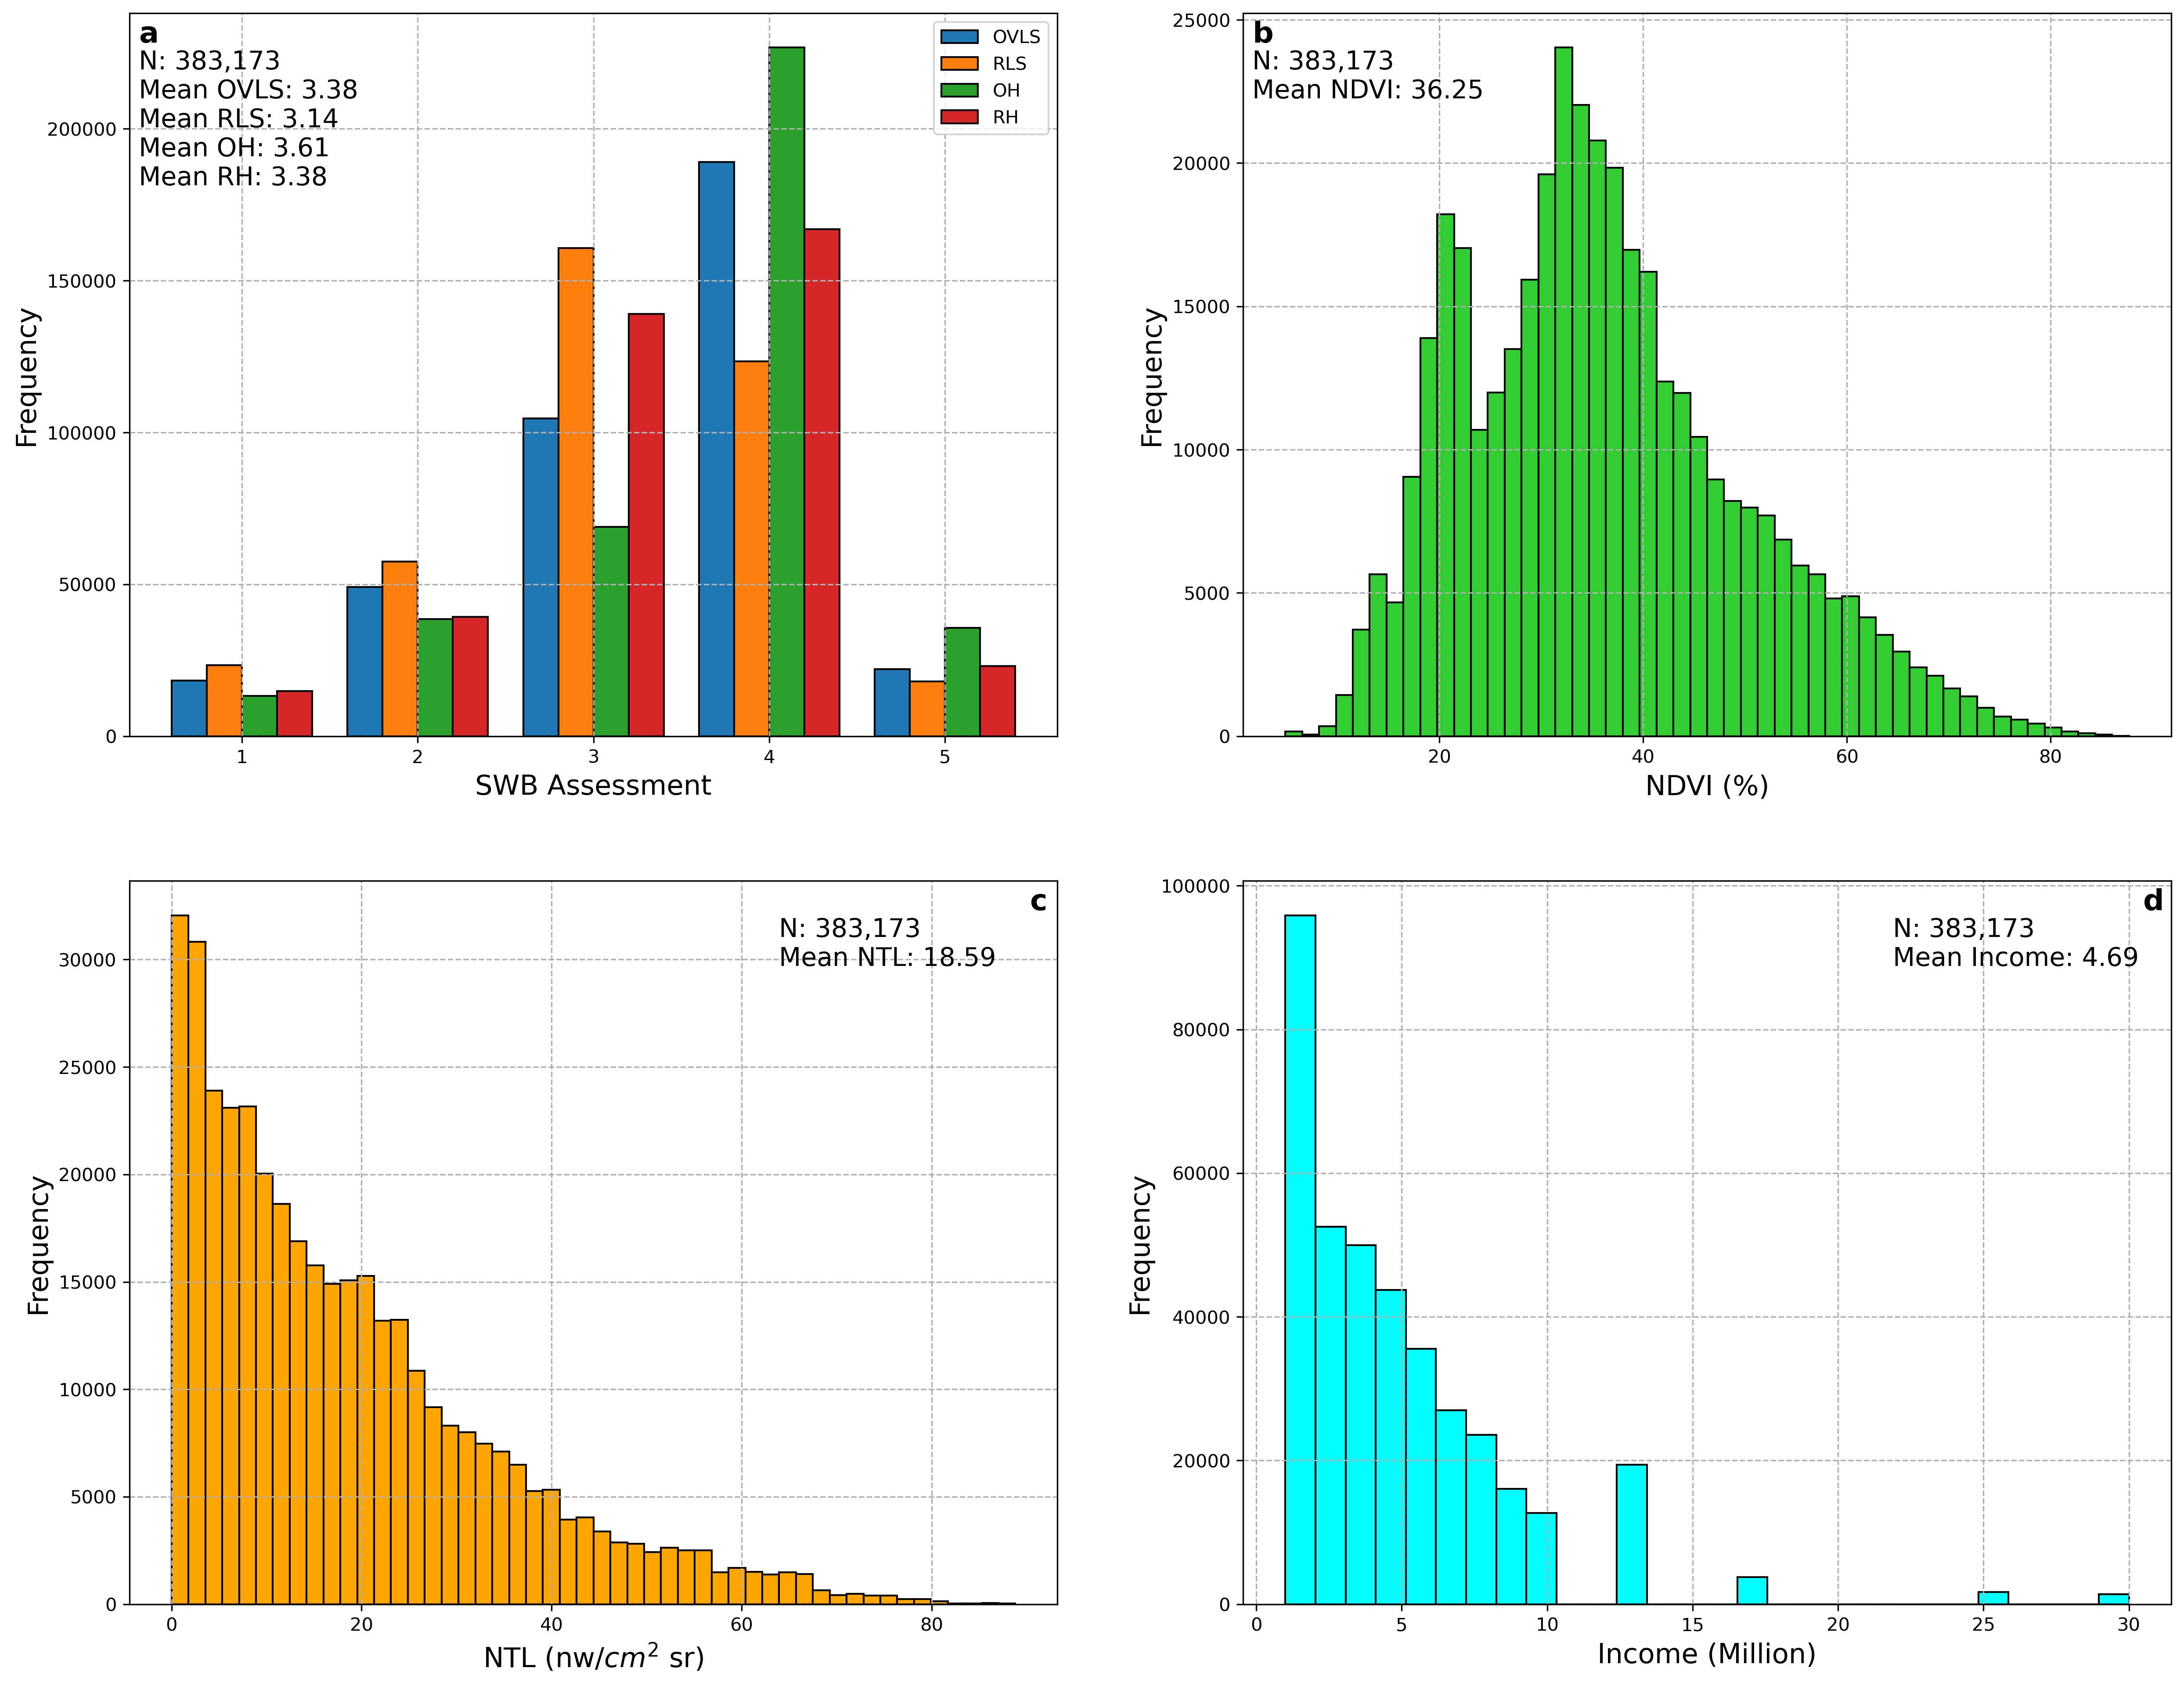 a
N: 383,173
Mean OVLS: 3.38
Mean RLS: 3.14
Mean OH: 3.61
Mean RH: 3.38
OVLS
RLS
OH
RH
200000
150000
100000
50000
0
Frequency
1 2 3 4 5
SWB Assessment
b
N: 383,173
Mean NDVI: 36.25
25000
20000
15000
10000
5000
0
Frequency
20 40 60 80
NDVI (%)
c
N: 383,173
Mean NTL: 18.59
30000
25000
20000
15000
10000
5000
0
Frequency
0 20 40 60 80
NTL (nw/cm² sr)
d
N: 383,173
Mean Income: 4.69
100000
80000
60000
40000
20000
0
Frequency
0 5 10 15 20 25 30
Income (Million)